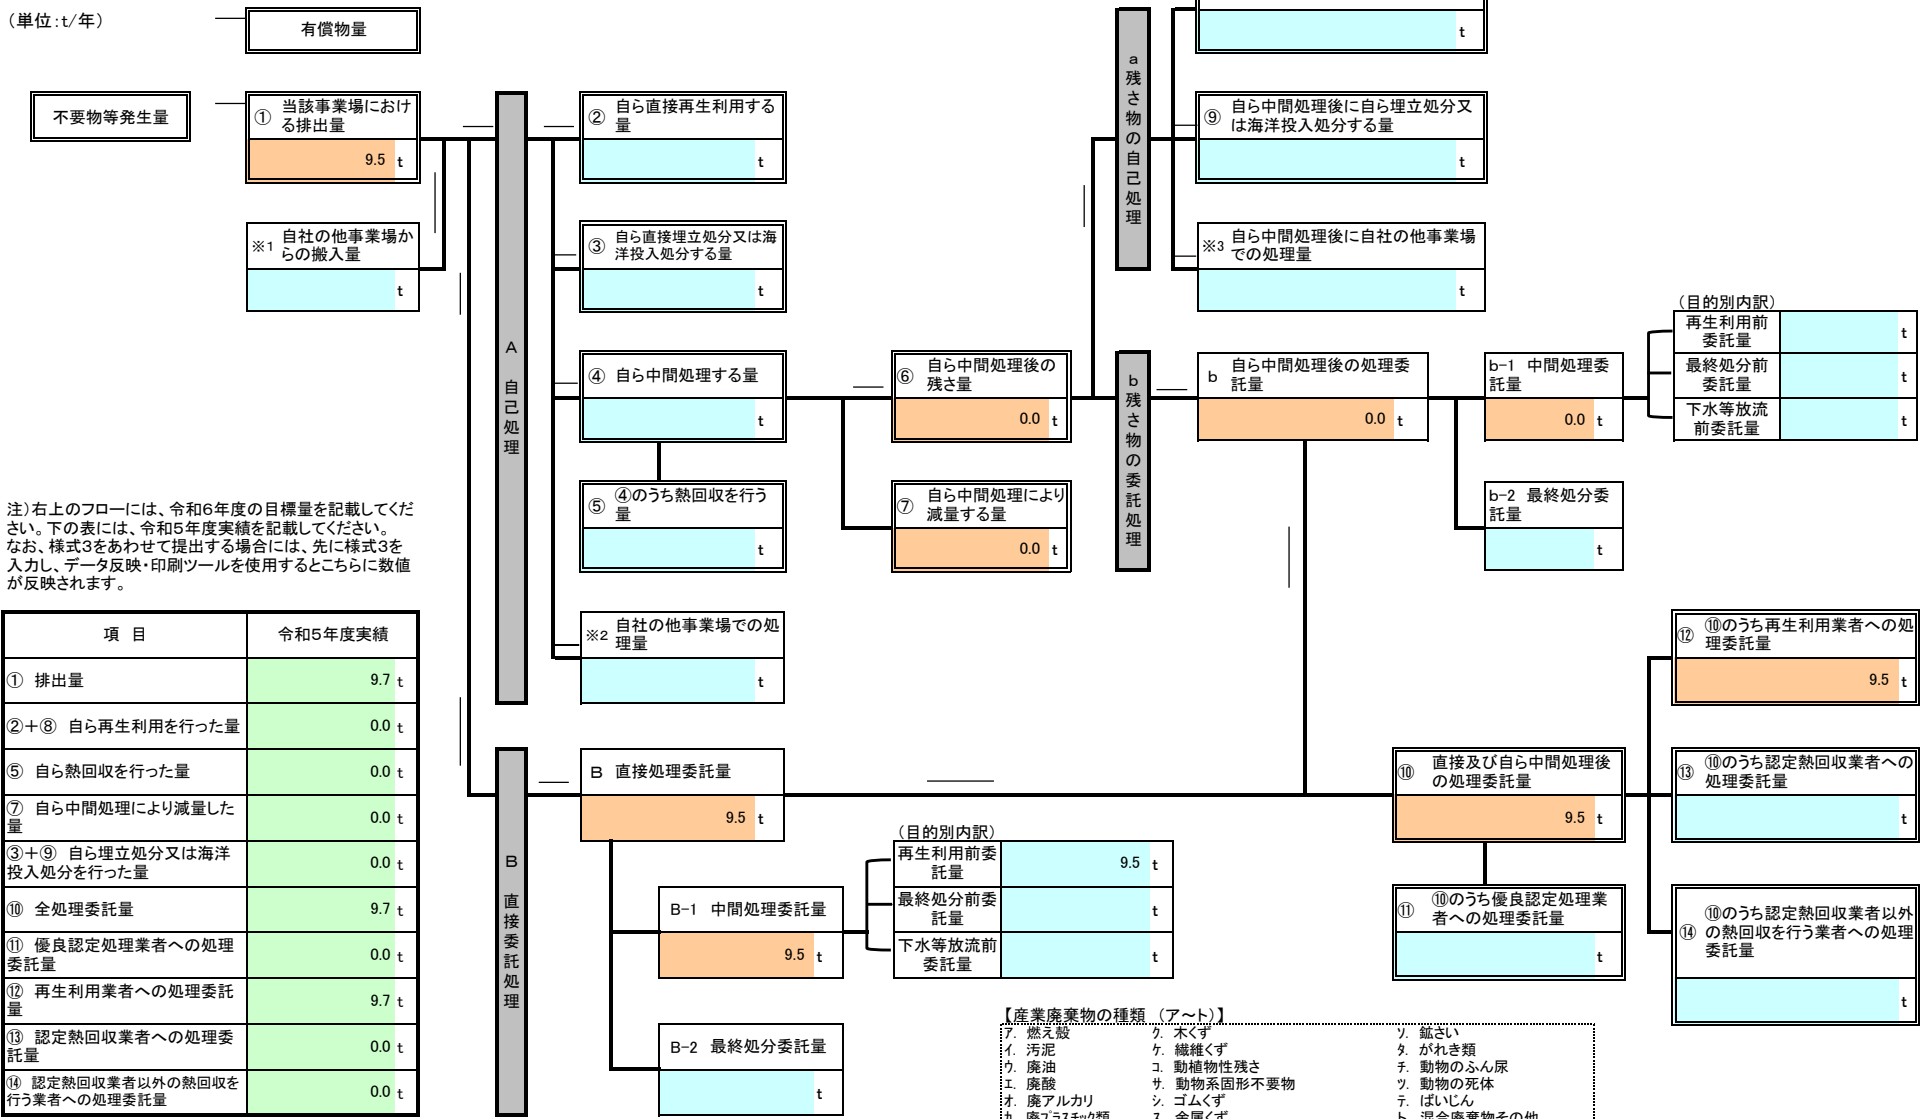 (単位:t/年)
有償物量
t
不要物等発生量
① 当該事業場におけ
る排出量
9.5 t
※1 自社の他事業場か
らの搬入量
t
A
自己処理
② 自ら直接再生利用する
量
t
③ 自ら直接埋立処分又は海
洋投入処分する量
t
④ 自ら中間処理する量
t
⑤ ④のうち熱回収を行う
量
t
※2 自社の他事業場での処
理量
t
⑥ 自ら中間処理後の
残さ量
0.0 t
⑦ 自ら中間処理により
減量する量
0.0 t
a
残さ物の自己処理
⑨ 自ら中間処理後に自ら埋立処分又
は海洋投入処分する量
t
※3 自ら中間処理後に自社の他事業場
での処理量
t
b
残さ物の委託処理
b 自ら中間処理後の処理委
託量
0.0 t
b-1 中間処理委
託量
0.0 t
b-2 最終処分委
託量
t
(目的別内訳)
再生利用前
委託量
t
最終処分前
委託量
t
下水等放流
前委託量
t
注)右上のフローには、令和6年度の目標量を記載してくだ
さい。下の表には、令和5年度実績を記載してください。
なお、様式3をあわせて提出する場合には、先に様式3を
入力し、データ反映・印刷ツールを使用するとこちらに数値
が反映されます。
項 目 令和5年度実績
① 排出量 9.7 t
②+⑧ 自ら再生利用を行った量 0.0 t
⑤ 自ら熱回収を行った量 0.0 t
⑦ 自ら中間処理により減量した
量 0.0 t
③+⑨ 自ら埋立処分又は海洋
投入処分を行った量 0.0 t
⑩ 全処理委託量 9.7 t
⑪ 優良認定処理業者への処理
委託量 0.0 t
⑫ 再生利用業者への処理委託
量 9.7 t
⑬ 認定熱回収業者への処理委
託量 0.0 t
⑭ 認定熱回収業者以外の熱回収を
行う業者への処理委託量 0.0 t
B
直接委託処理
B 直接処理委託量
9.5 t
B-1 中間処理委託量
9.5 t
B-2 最終処分委託量
t
(目的別内訳)
再生利用前委
託量
9.5 t
最終処分前委
託量
t
下水等放流前
委託量
t
⑩ 直接及び自ら中間処理後
の処理委託量
9.5 t
⑪ ⑩のうち優良認定処理業
者への処理委託量
t
⑫ ⑩のうち再生利用業者への処
理委託量
9.5 t
⑬ ⑩のうち認定熱回収業者への
処理委託量
t
⑭ ⑩のうち認定熱回収業者以外
の熱回収を行う業者への処理
委託量
t
【産業廃棄物の種類 (ア~ト)】
ア. 燃え殻 ク. 木くず ソ. 鉱さい
イ. 汚泥 ケ. 繊維くず タ. がれき類
ウ. 廃油 コ. 動植物性残さ チ. 動物のふん尿
エ. 廃酸 サ. 動物系固形不要物 ツ. 動物の死体
オ. 廃アルカリ シ. ゴムくず テ. ばいじん
カ. 廃プラスチック類 ス. 金属くず ト. 混合廃棄物その他